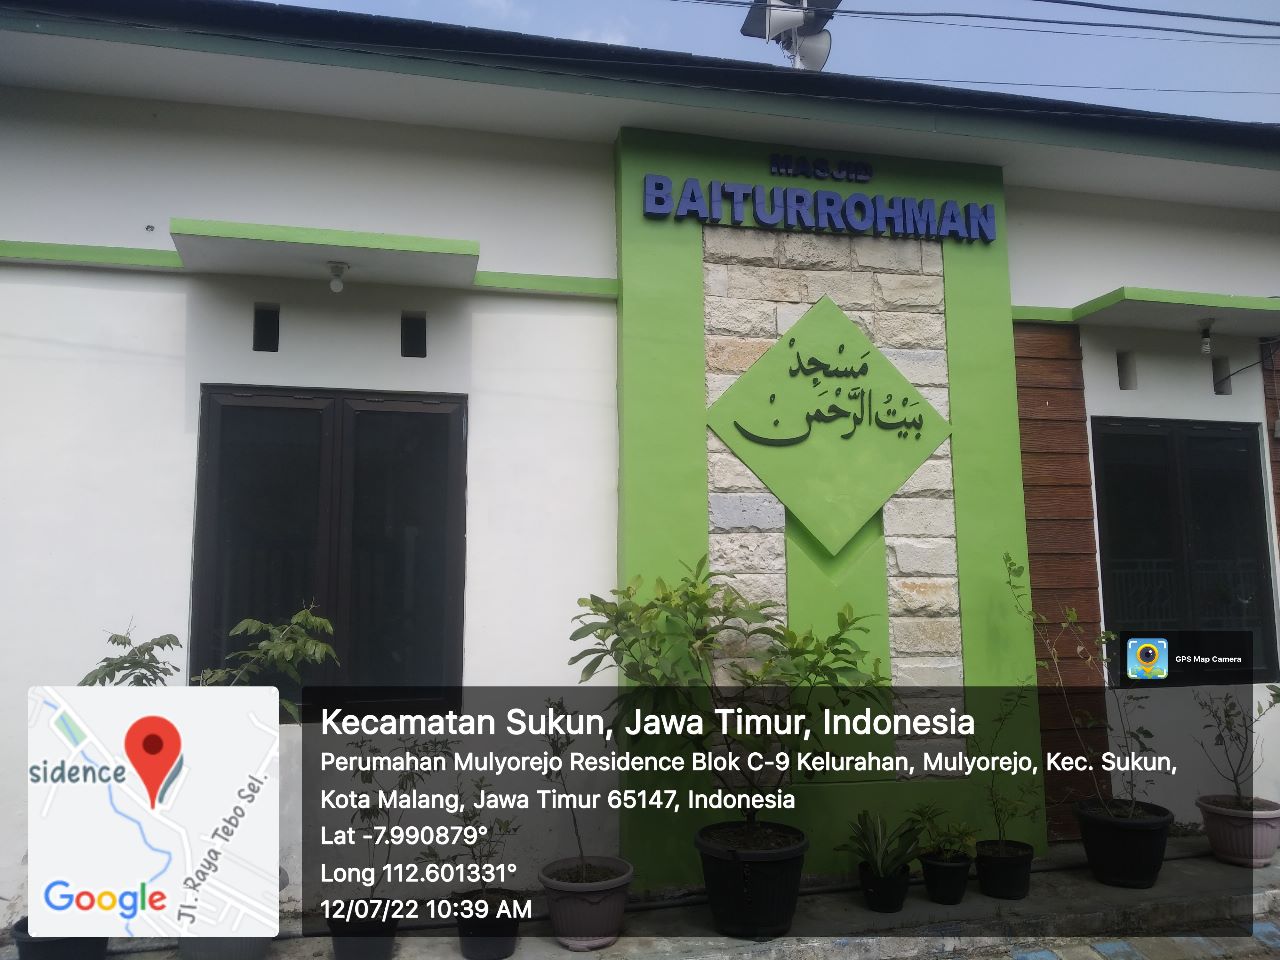 MASJID
BAITURROHMAN
مَسْجِدْ
بَيْتُ الرَّحْمَنْ
GPS Map Camera
Kecamatan Sukun, Jawa Timur, Indonesia
Perumahan Mulyorejo Residence Blok C-9 Kelurahan, Mulyorejo, Kec. Sukun,
Kota Malang, Jawa Timur 65147, Indonesia
Lat -7.990879°
Long 112.601331°
12/07/22 10:39 AM
sidence
Jl. Raya Tebo Sel.
Google